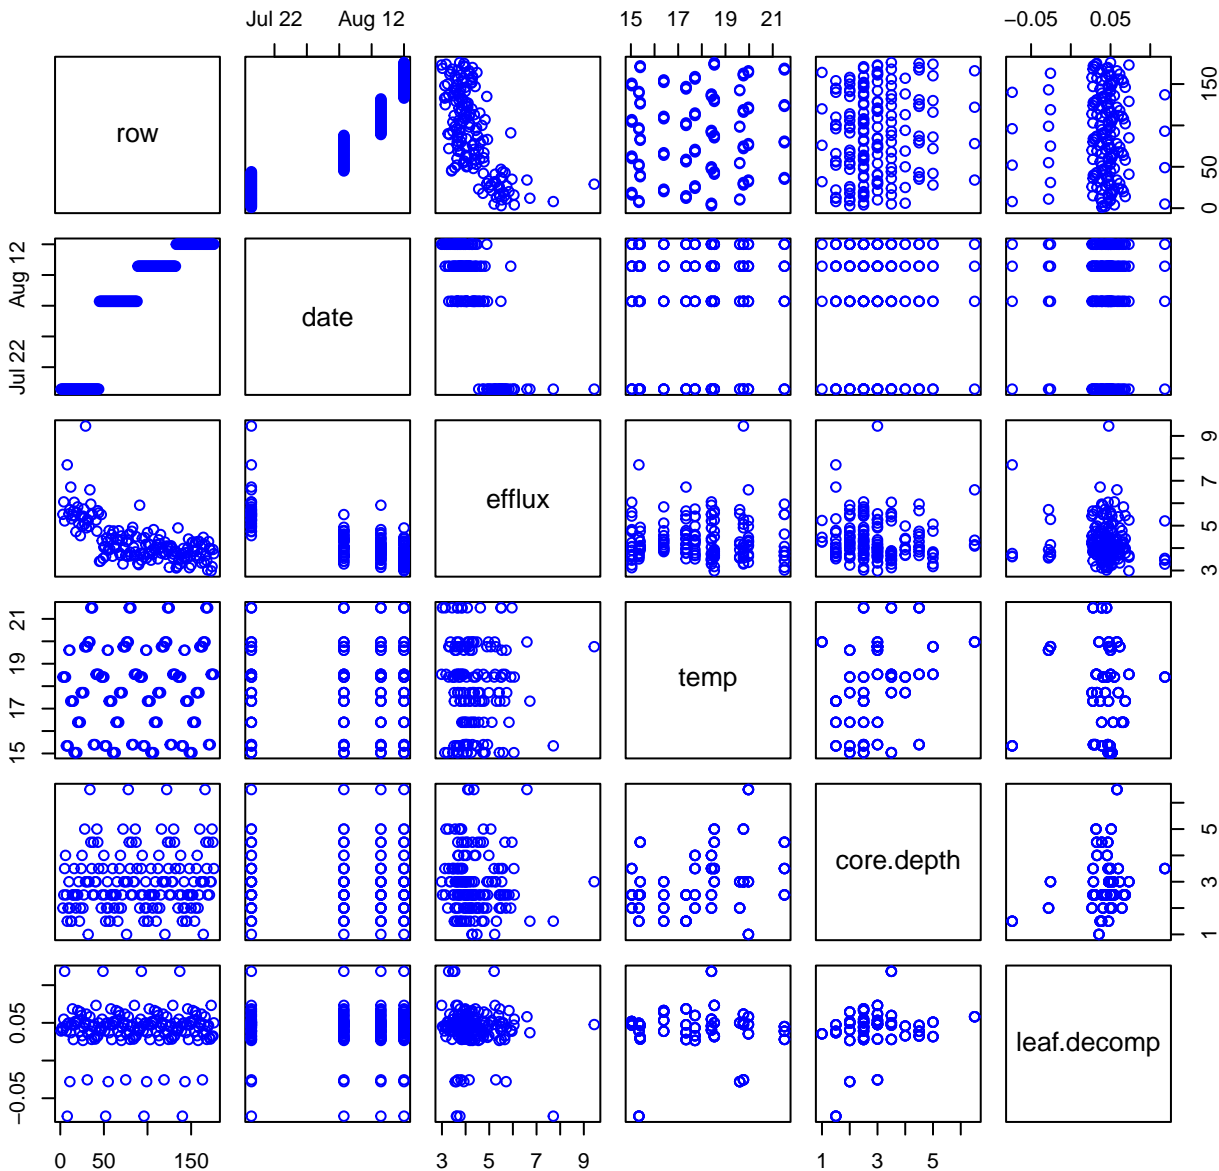 Jul 22 Aug 12 15 17 19 21 -0.05 0.05
row 0 50 150
Jul 22 Aug 12 date
efflux 3 5 7 9
15 17 19 21 temp
core.depth 1 3 5
-0.05 0.05 leaf.decomp
0 50 150 3 5 7 9 1 3 5